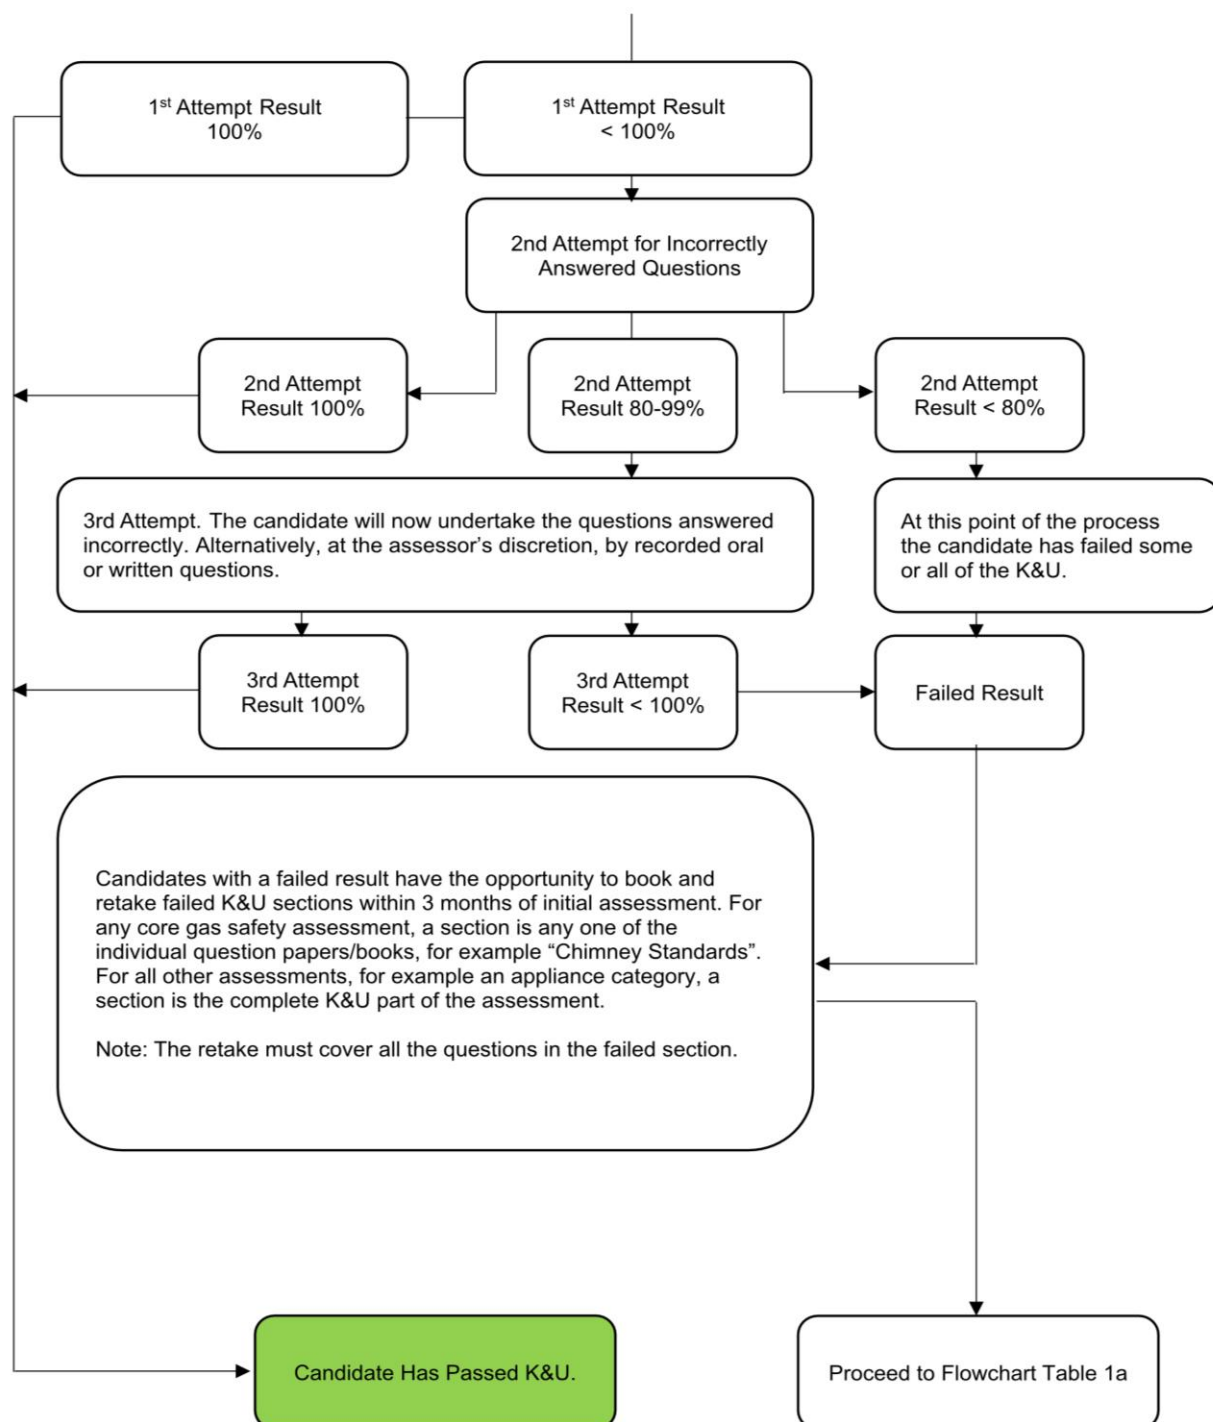 1st Attempt Result
100%
1st Attempt Result
< 100%
2nd Attempt for Incorrectly
Answered Questions
2nd Attempt
Result 100%
2nd Attempt
Result 80-99%
2nd Attempt
Result < 80%
3rd Attempt. The candidate will now undertake the questions answered
incorrectly. Alternatively, at the assessor’s discretion, by recorded oral
or written questions.
At this point of the process
the candidate has failed some
or all of the K&U.
3rd Attempt
Result 100%
3rd Attempt
Result < 100%
Failed Result
Candidates with a failed result have the opportunity to book and
retake failed K&U sections within 3 months of initial assessment. For
any core gas safety assessment, a section is any one of the
individual question papers/books, for example “Chimney Standards”.
For all other assessments, for example an appliance category, a
section is the complete K&U part of the assessment.
Note: The retake must cover all the questions in the failed section.
Candidate Has Passed K&U.
Proceed to Flowchart Table 1a